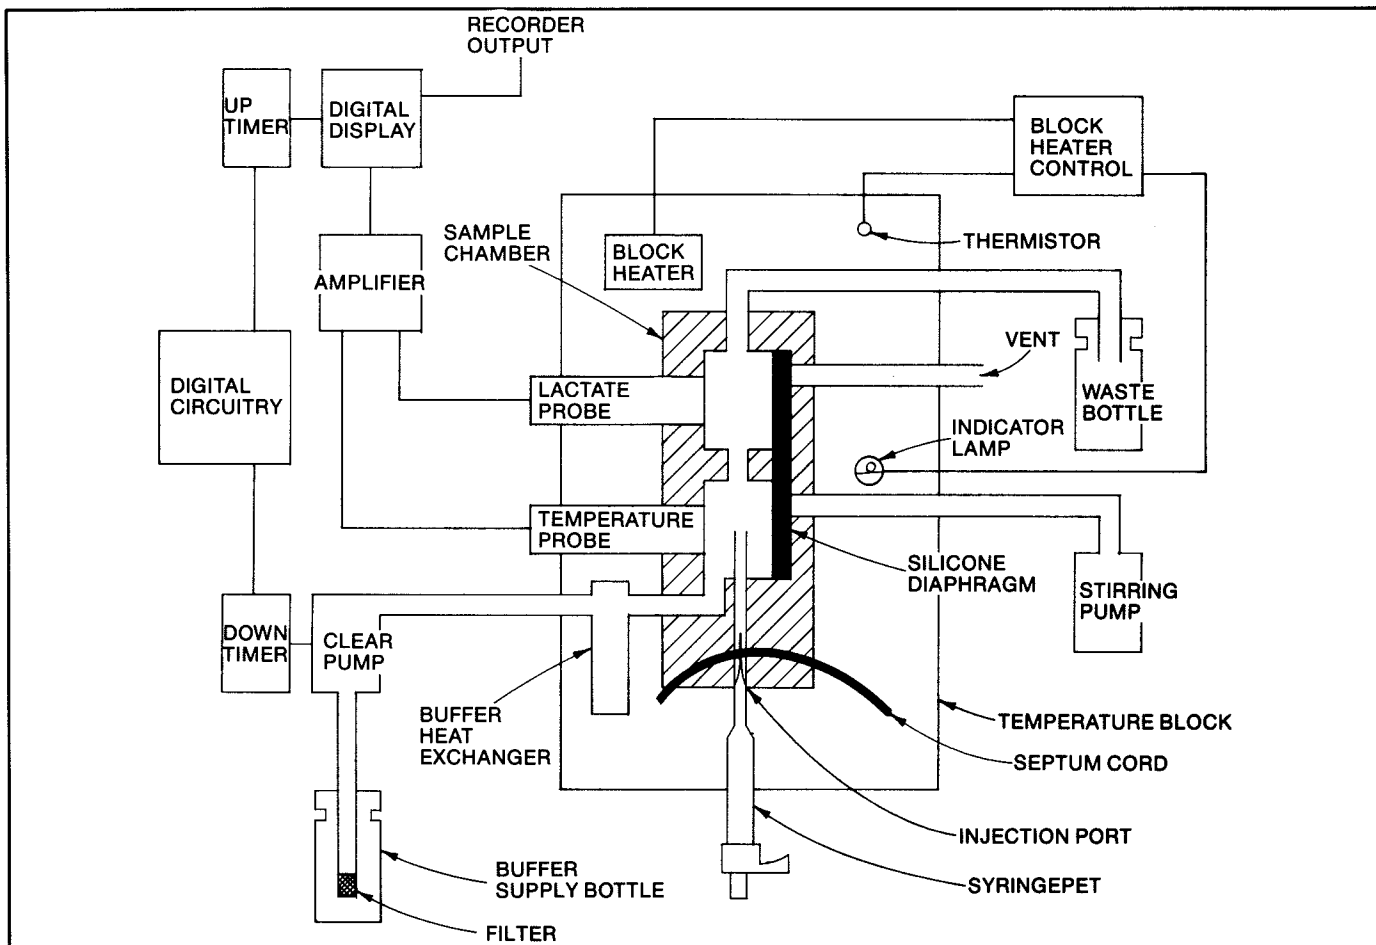 RECORDER
OUTPUT
UP
TIMER
DIGITAL
DISPLAY
BLOCK
HEATER
CONTROL
SAMPLE
CHAMBER
BLOCK
HEATER
THERMISTOR
AMPLIFIER
VENT
DIGITAL
CIRCUITRY
LACTATE
PROBE
WASTE
BOTTLE
INDICATOR
LAMP
TEMPERATURE
PROBE
SILICONE
DIAPHRAGM
STIRRING
PUMP
DOWN
TIMER
CLEAR
PUMP
BUFFER
HEAT
EXCHANGER
TEMPERATURE BLOCK
SEPTUM CORD
INJECTION PORT
BUFFER
SUPPLY BOTTLE
SYRINGEPET
FILTER